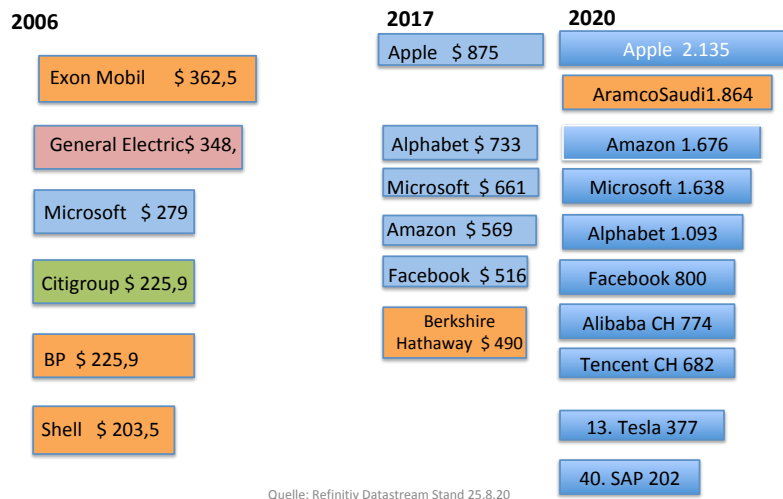 2006
Exon Mobil $ 362,5
General Electric$ 348,
Microsoft $ 279
Citigroup $ 225,9
BP $ 225,9
Shell $ 203,5
2017
Apple $ 875
Alphabet $ 733
Microsoft $ 661
Amazon $ 569
Facebook $ 516
Berkshire
Hathaway $ 490
2020
Apple 2.135
AramcoSaudi1.864
Amazon 1.676
Microsoft 1.638
Alphabet 1.093
Facebook 800
Alibaba CH 774
Tencent CH 682
13. Tesla 377
40. SAP 202
Quelle: Refinitiv Datastream Stand 25.8.20